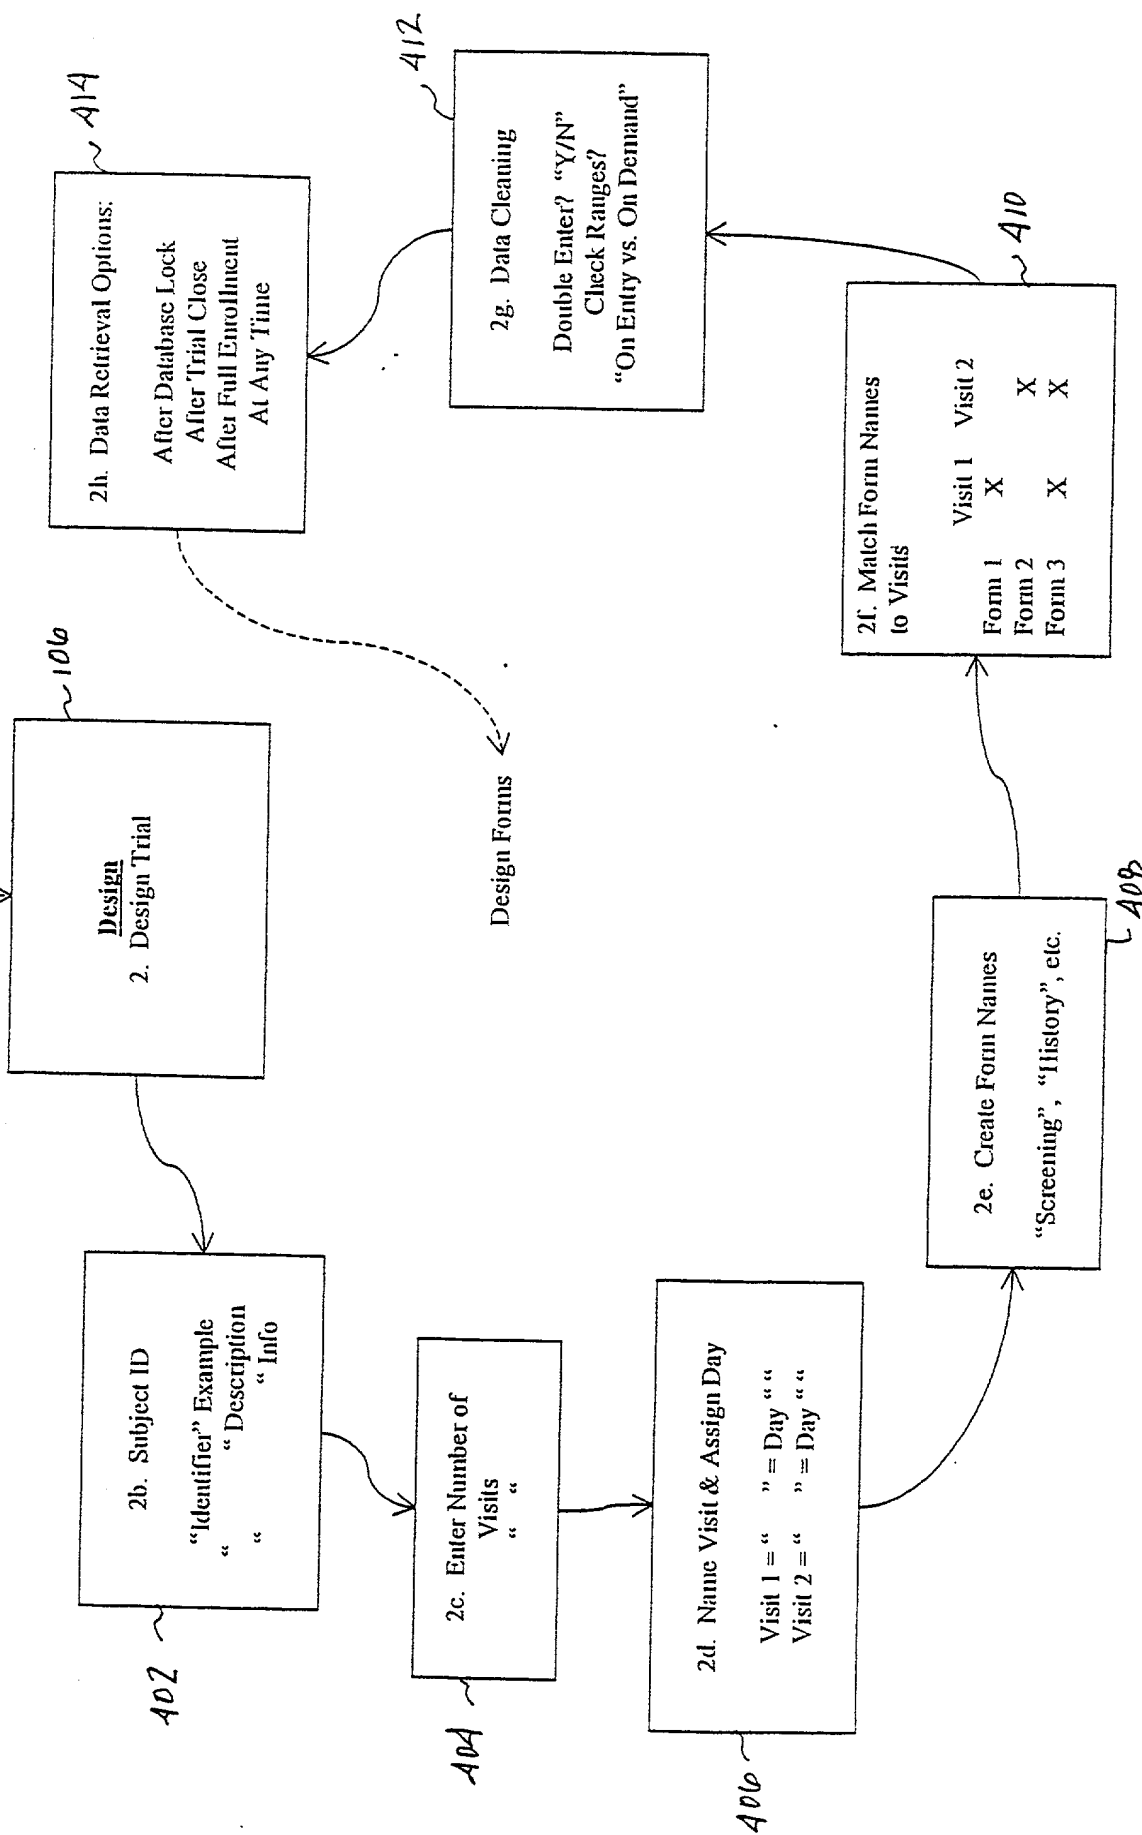 106
Design
2. Design Trial
402
2b. Subject ID
“Identifier” Example
“ “ Description
“ “ Info
404
2c. Enter Number of
Visits
“ “
406
2d. Name Visit & Assign Day
Visit 1 = “ ” = Day “ “
Visit 2 = “ ” = Day “ “
408
2e. Create Form Names
“Screening”, “History”, etc.
410
2f. Match Form Names
to Visits
Visit 1 Visit 2
Form 1 X
Form 2 X
Form 3 X X
412
2g. Data Cleaning
Double Enter? “Y/N”
Check Ranges?
“On Entry vs. On Demand”
414
2h. Data Retrieval Options:
After Database Lock
After Trial Close
After Full Enrollment
At Any Time
Design Forms